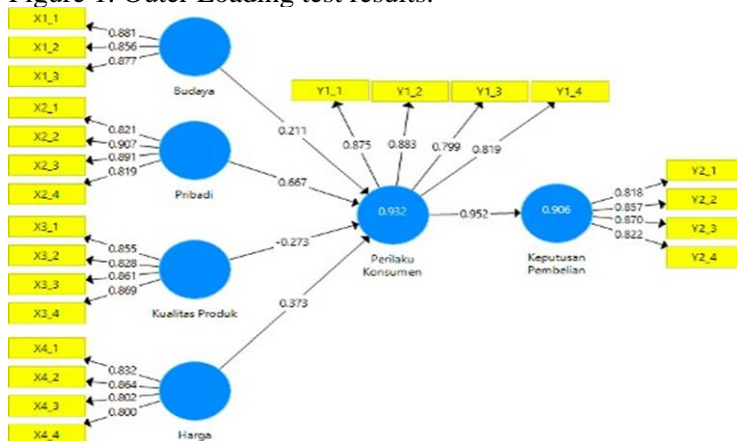 Figure 1. Outer Loading test results.
X1_1
X1_2
X1_3
0.881
0.856
0.877
Budaya
X2_1
X2_2
X2_3
X2_4
0.821
0.907
0.891
0.819
Pribadi
X3_1
X3_2
X3_3
X3_4
0.855
0.828
0.861
0.869
Kualitas Produk
X4_1
X4_2
X4_3
X4_4
0.832
0.864
0.802
0.800
Harga
0.211
0.667
-0.273
0.373
Y1_1
Y1_2
Y1_3
Y1_4
0.875
0.883
0.799
0.819
0.932
Perilaku
Konsumen
0.952
0.906
Keputusan
Pembelian
0.818
0.857
0.870
0.822
Y2_1
Y2_2
Y2_3
Y2_4